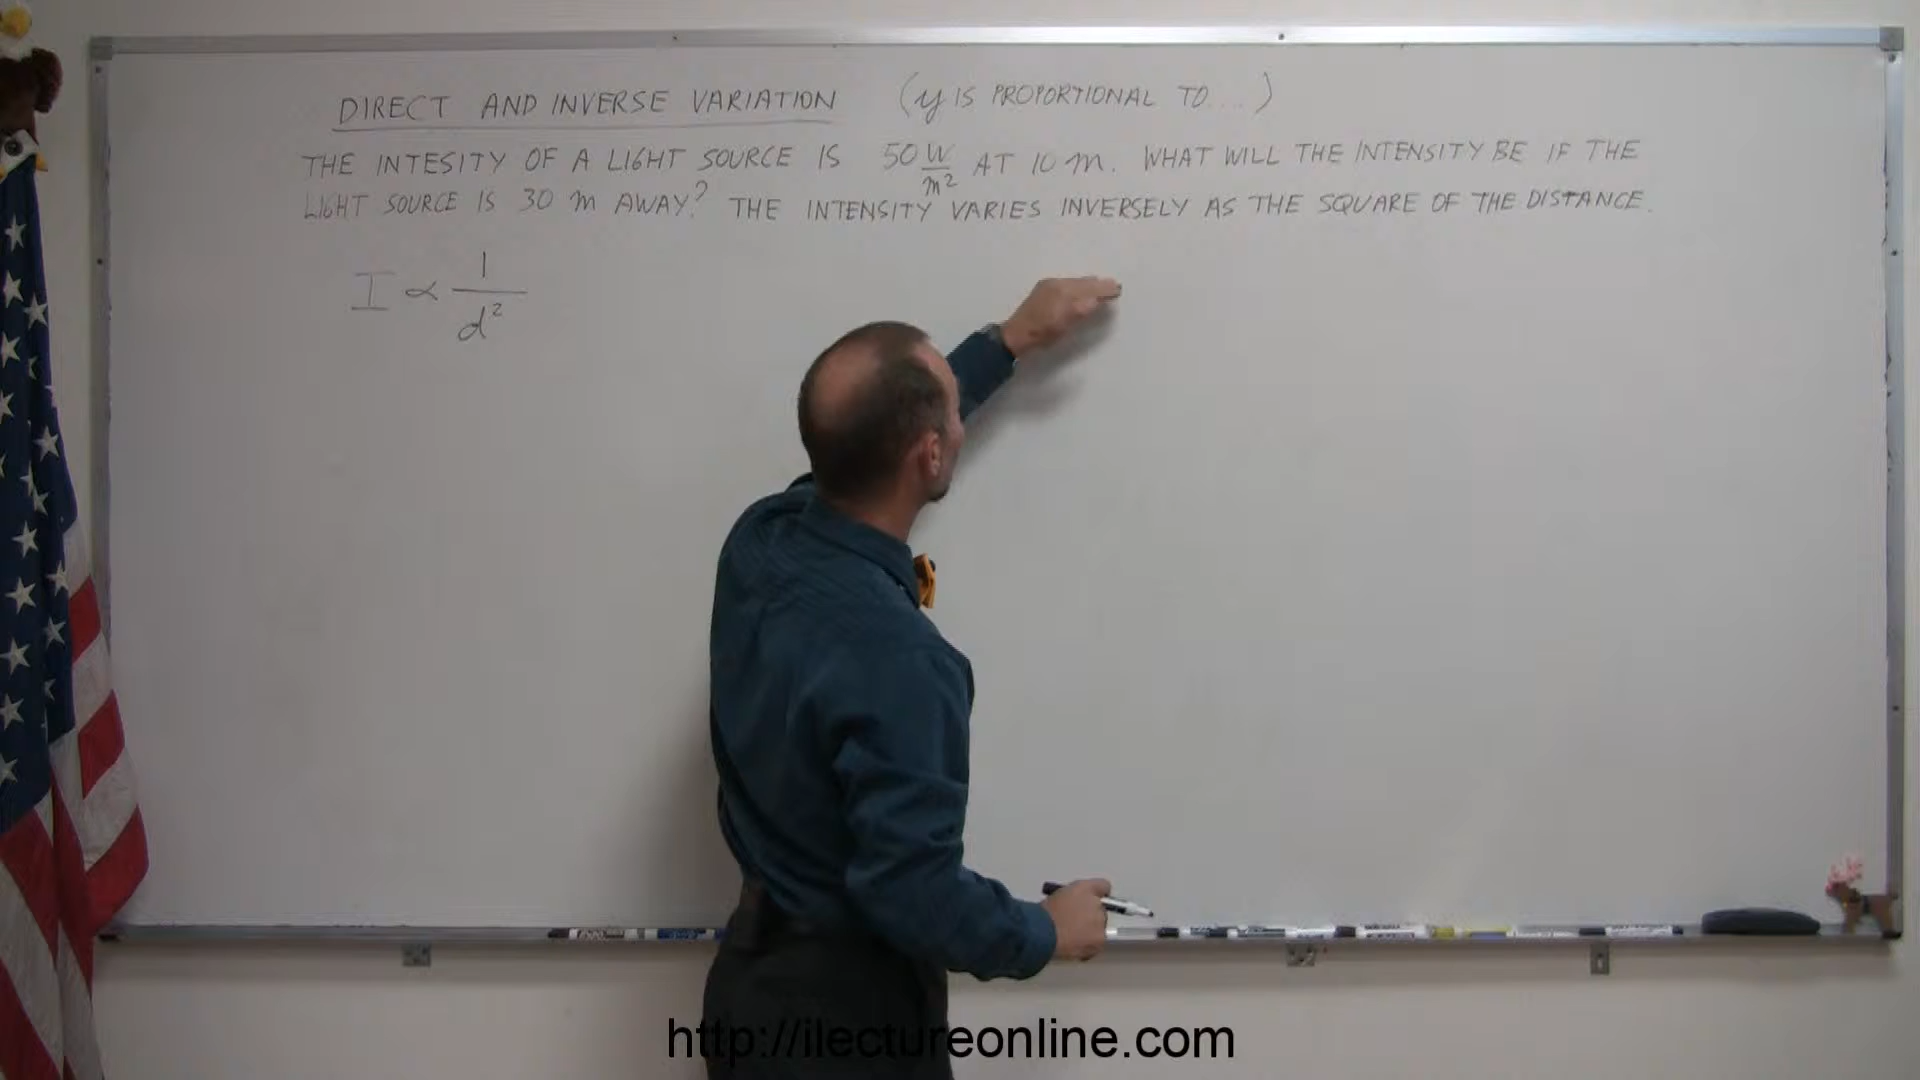 DIRECT AND INVERSE VARIATION (y IS PROPORTIONAL TO ...)
THE INTESITY OF A LIGHT SOURCE IS 50 W/m² AT 10 m. WHAT WILL THE INTENSITY BE IF THE
LIGHT SOURCE IS 30 m AWAY? THE INTENSITY VARIES INVERSELY AS THE SQUARE OF THE DISTANCE.
I ∝ 1/d²
http://ilectureonline.com